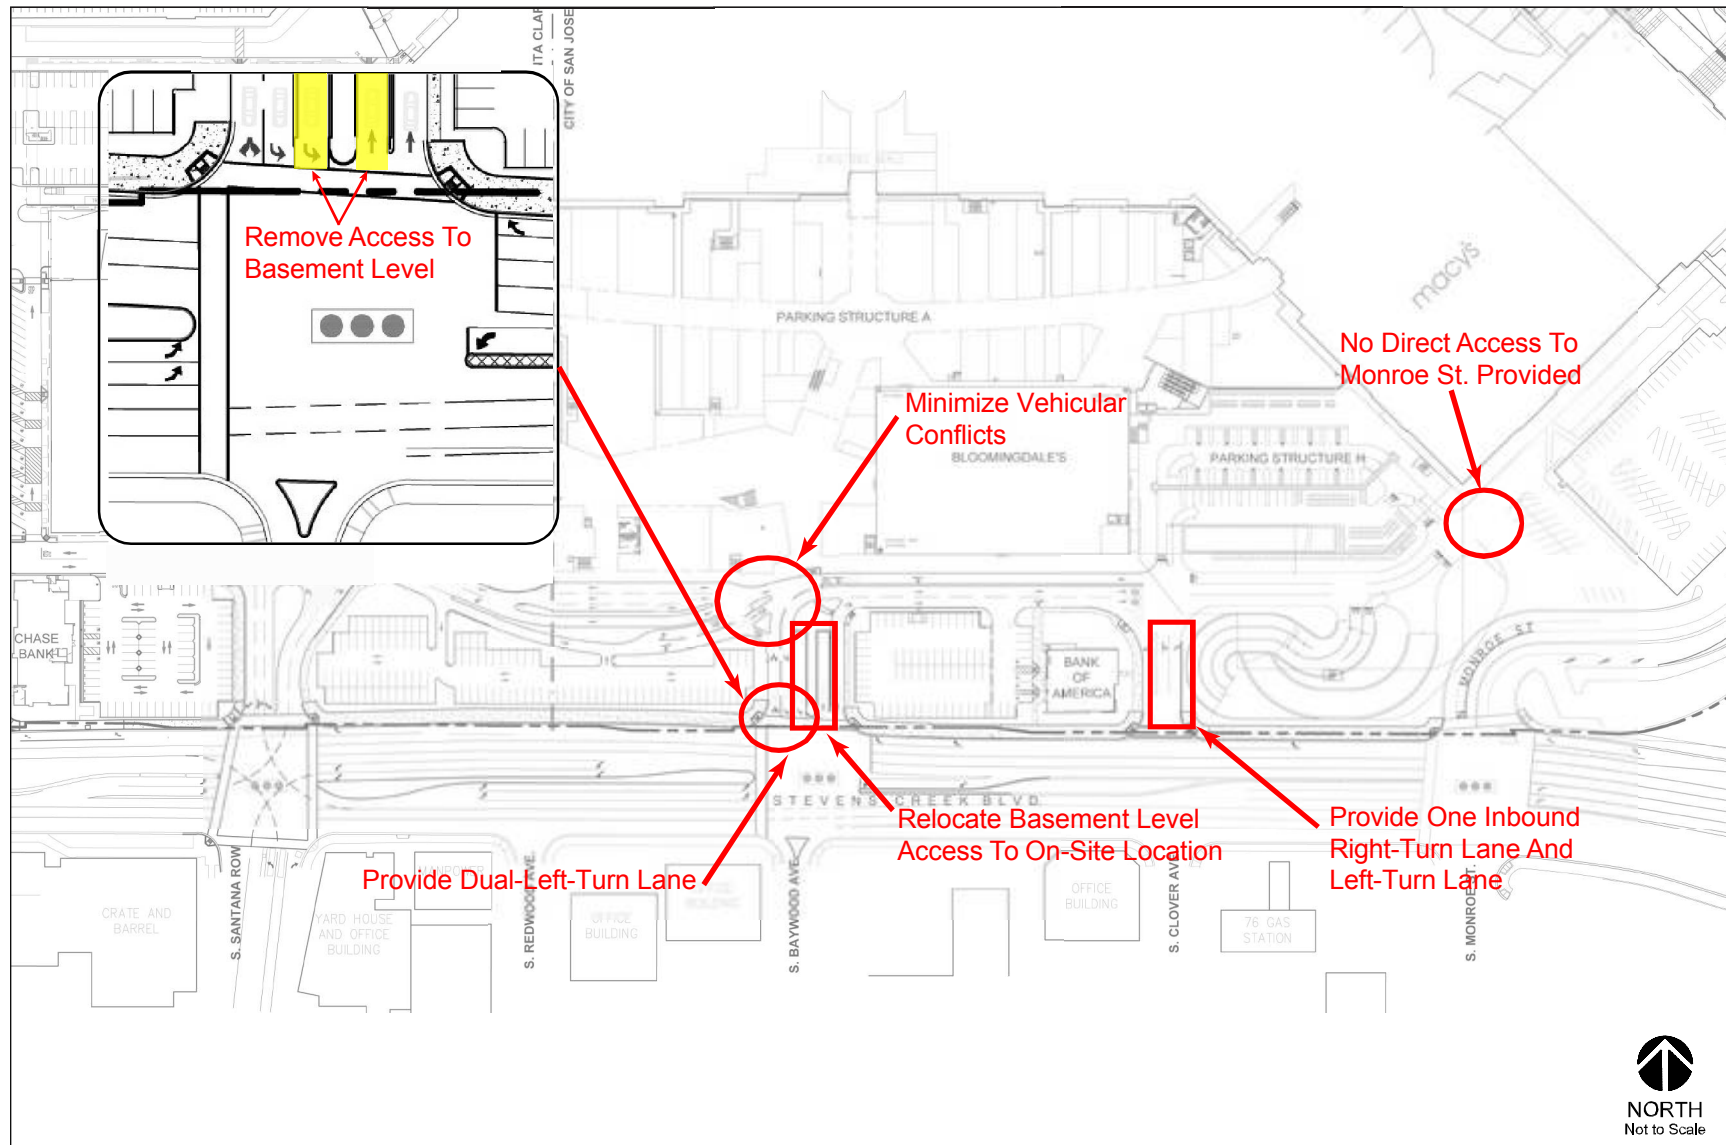 ITA CLAR
CITY OF SAN JOSE
Remove Access To
Basement Level
PARKING STRUCTURE A
macy's
No Direct Access To
Monroe St. Provided
Minimize Vehicular
Conflicts
BLOOMINGDALE'S
PARKING STRUCTURE H
CHASE
BANK
BANK
OF
AMERICA
MONROE ST
STEVENS CREEK BLVD.
Relocate Basement Level
Access To On-Site Location
Provide One Inbound
Right-Turn Lane And
Left-Turn Lane
Provide Dual-Left-Turn Lane
CRATE AND
BARREL
S. SANTANA ROW
YARD HOUSE
AND OFFICE
BUILDING
S. REDWOOD AVE.
OFFICE
BUILDING
S. BAYWOOD AVE.
OFFICE
BUILDING
S. CLOVER AVE.
76 GAS
STATION
S. MONROE ST.
NORTH
Not to Scale